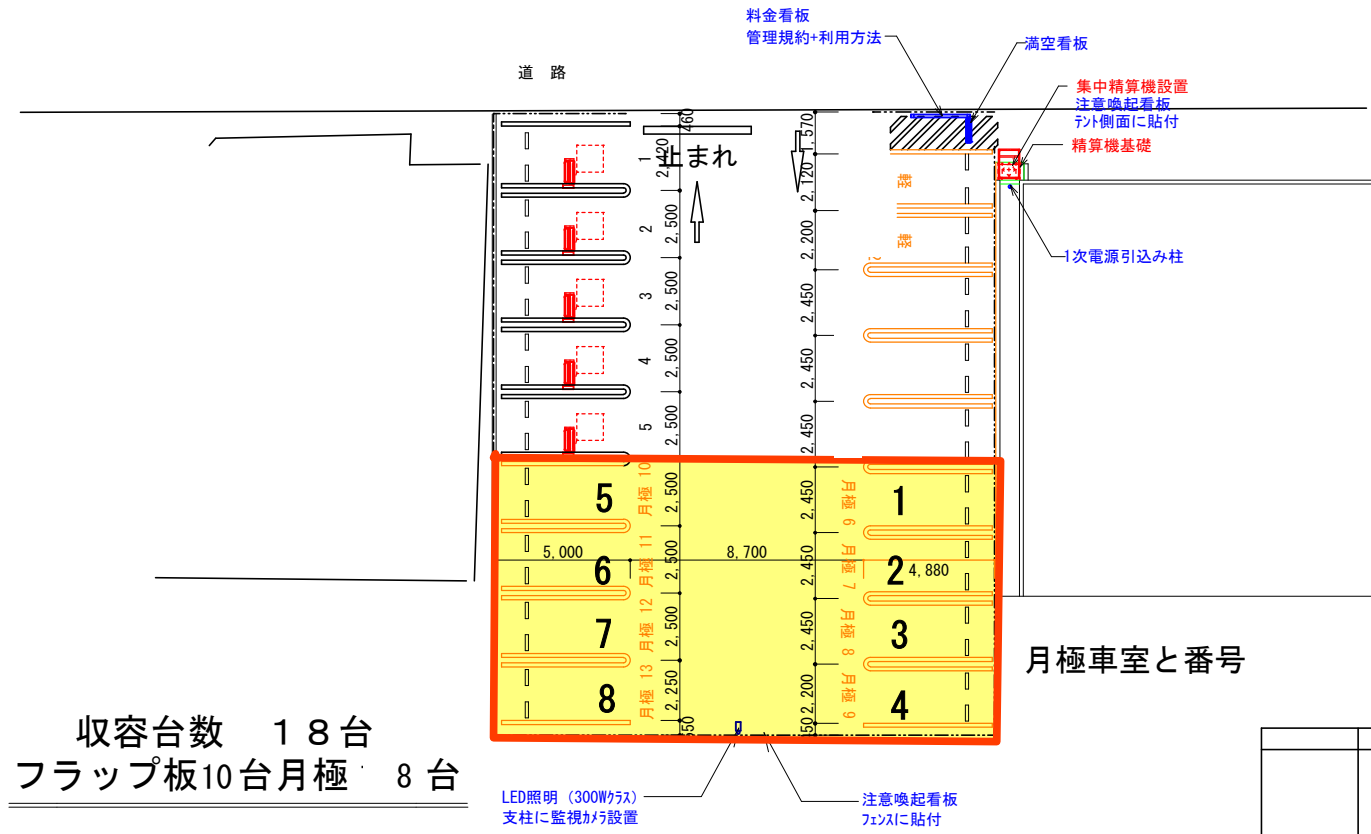 料金看板
管理規約+利用方法
満空看板
道 路
集中精算機設置
注意喚起看板
ﾃﾝﾄ側面に貼付
精算機基礎
1次電源引込み柱
止まれ
460
2,120
2,500
2,500
2,500
2,500
2,500
2,500
2,500
2,250
1
2
3
4
5
1,570
2,120
2,200
2,450
2,450
2,450
2,450
2,450
2,450
2,200
軽
軽
月極 10
月極 11
月極 12
月極 13
月極 6
月極 7
月極 8
月極 9
5
6
7
8
1
2
3
4
5,000
8,700
4,880
月極車室と番号
収容台数 18台
フラップ板10台月極 8台
LED照明（300Wｸﾗｽ）
支柱に監視ｶﾒﾗ設置
注意喚起看板
ﾌｪﾝｽに貼付